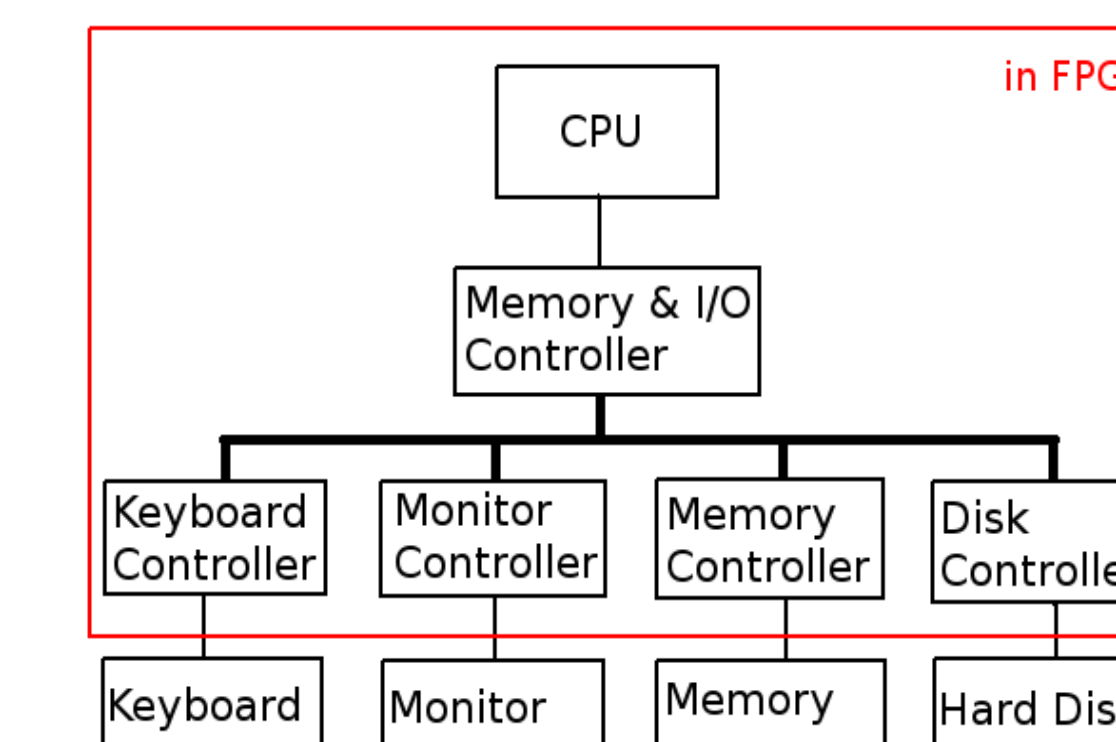 in FPG
CPU
Memory & I/O
Controller
Keyboard
Controller
Monitor
Controller
Memory
Controller
Disk
Controlle
Keyboard
Monitor
Memory
Hard Dis